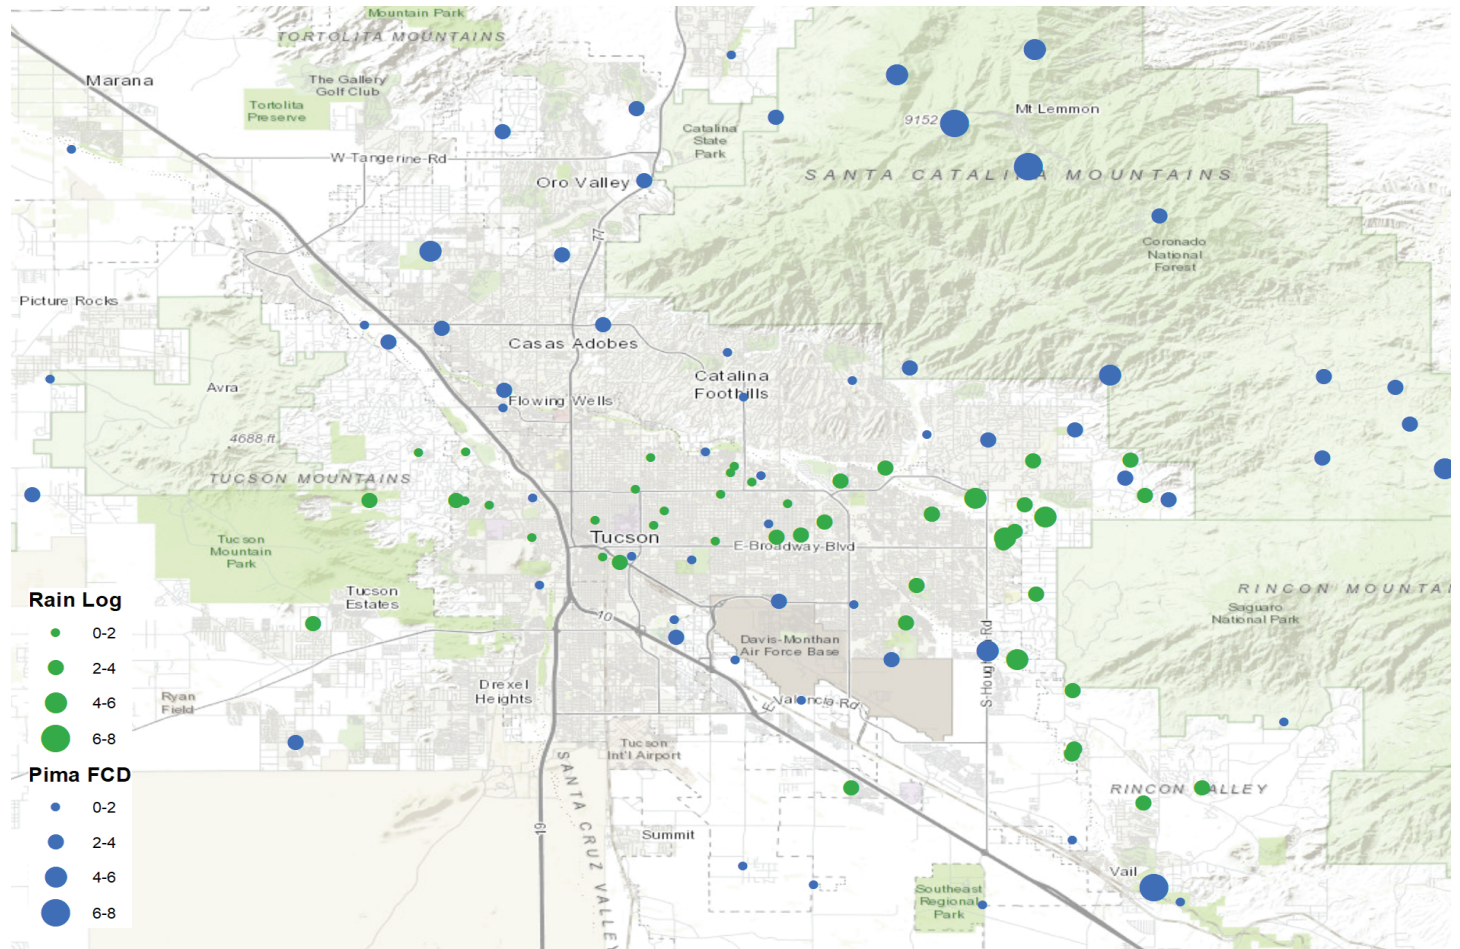 Mountain Park
TORTOLITA MOUNTAINS
Marana
The Gallery
Golf Club
Tortolita
Preserve
Mt Lemmon
9152
Catalina
State
Park
W Tangerine-Rd
Oro Valley
SANTA CATALINA MOUNTAINS
77
Coronado
National
Forest
Picture Rocks
Casas Adobes
Catalina
Foothills
Avra
Flowing Wells
4688 ft
TUCSON MOUNTAINS
Tucson
Mountain
Park
Tucson
E-Broadway-Blvd
Tucson
Estates
RINCON MOUNTAI
Saguaro
National Park
10
Davis-Monthan
Air Force Base
S-Hough Rd
Drexel
Heights
Ryan
Field
E Valencia-Rd
Tucson
Int'l Airport
SANTA CRUZ VALLEY
RINCON VALLEY
19
Summit
Vail
Southeast
Regional
Park
Rain Log
0-2
2-4
4-6
6-8
Pima FCD
0-2
2-4
4-6
6-8